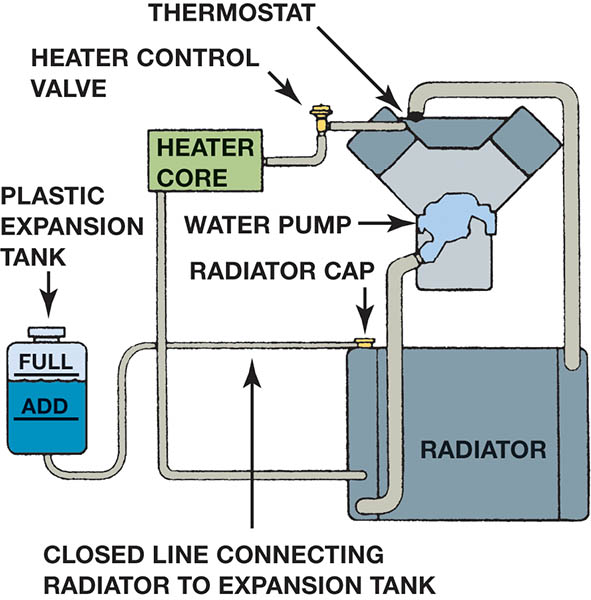 THERMOSTAT
HEATER CONTROL
VALVE
HEATER
CORE
PLASTIC
EXPANSION
TANK
WATER PUMP
RADIATOR CAP
FULL
ADD
RADIATOR
CLOSED LINE CONNECTING
RADIATOR TO EXPANSION TANK